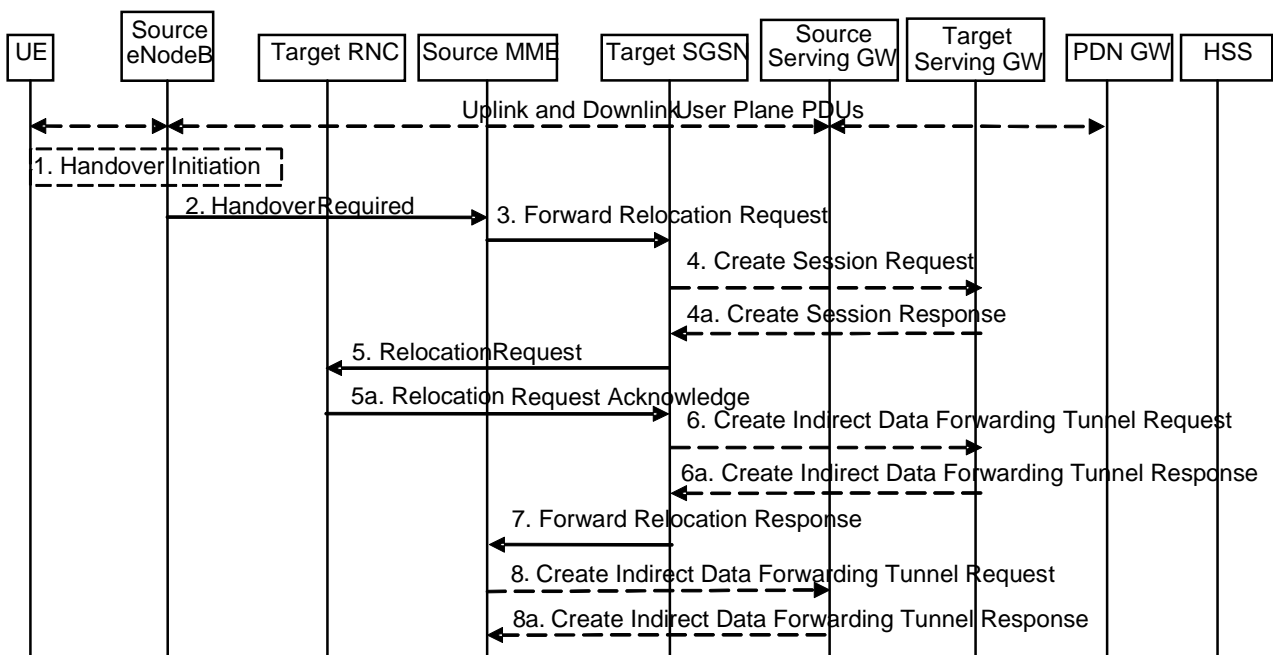 UE
Source
eNodeB
Target RNC
Source MME
Target SGSN
Source
Serving GW
Target
Serving GW
PDN GW
HSS
Uplink and Downlink User Plane PDUs
1. Handover Initiation
2. Handover Required
3. Forward Relocation Request
4. Create Session Request
4a. Create Session Response
5. Relocation Request
5a. Relocation Request Acknowledge
6. Create Indirect Data Forwarding Tunnel Request
6a. Create Indirect Data Forwarding Tunnel Response
7. Forward Relocation Response
8. Create Indirect Data Forwarding Tunnel Request
8a. Create Indirect Data Forwarding Tunnel Response